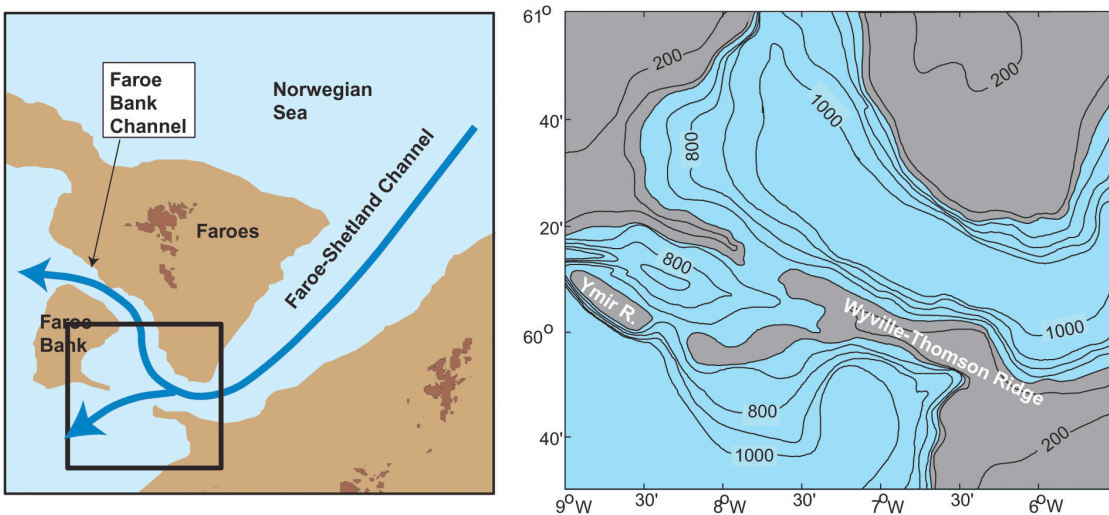 Faroe
Bank
Channel
Norwegian
Sea
Faroes
Faroe-Shetland Channel
Faroe
Bank
61°
40'
20'
60°
40'
9°W
30'
8°W
30'
7°W
30'
6°W
200
200
1000
800
800
Ymir R.
Wyville-Thomson Ridge
1000
800
1000
200